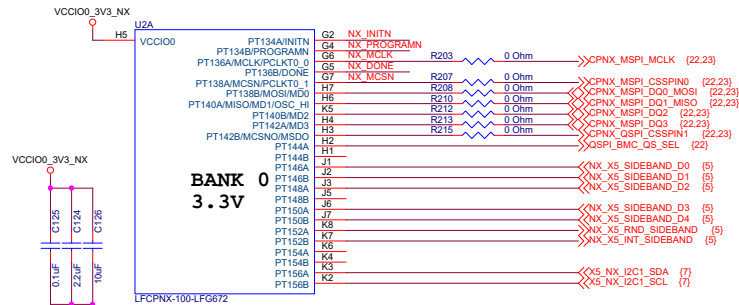 VCCIO0_3V3_NX
U2A
H5 VCCIO0
PT134A/INITN G2 NX_INITN
PT134B/PROGRAMN G4 NX_PROGRAMN
PT136A/MCLK/PCLKT0_0 G6 NX_MCLK R203 0 Ohm CPNX_MSPI_MCLK {22,23}
PT136B/DONE G5 NX_DONE
PT138A/MCSN/PCLKT0_1 G7 NX_MCSN R207 0 Ohm CPNX_MSPI_CSSPIN0 {22,23}
PT138B/MOSI/MD0 H7 R208 0 Ohm CPNX_MSPI_DQ0_MOSI {22,23}
PT140A/MISO/MD1/OSC_HI H6 R210 0 Ohm CPNX_MSPI_DQ1_MISO {22,23}
PT140B/MD2 K5 R212 0 Ohm CPNX_MSPI_DQ2 {22,23}
PT142A/MD3 H4 R213 0 Ohm CPNX_MSPI_DQ3 {22,23}
PT142B/MCSNO/MSDO H3 R215 0 Ohm CPNX_QSPI_CSSPIN1 {22,23}
PT144A H2 QSPI_BMC_QS_SEL {22}
PT144B H1
PT146A J1 NX_X5_SIDEBAND_D0 {5}
PT146B J2 NX_X5_SIDEBAND_D1 {5}
PT148A J3 NX_X5_SIDEBAND_D2 {5}
PT148B J5
PT150A J6 NX_X5_SIDEBAND_D3 {5}
PT150B J7 NX_X5_SIDEBAND_D4 {5}
PT152A K8 NX_X5_RND_SIDEBAND {5}
PT152B K7 NX_X5_INT_SIDEBAND {5}
PT154A K6
PT154B K4
PT156A K3 X5_NX_I2C1_SDA {7}
PT156B K2 X5_NX_I2C1_SCL {7}
BANK 0
3.3V
LFCPNX-100-LFG672
VCCIO0_3V3_NX
C125 C124 C126
0.1uF 2.2uF 10uF